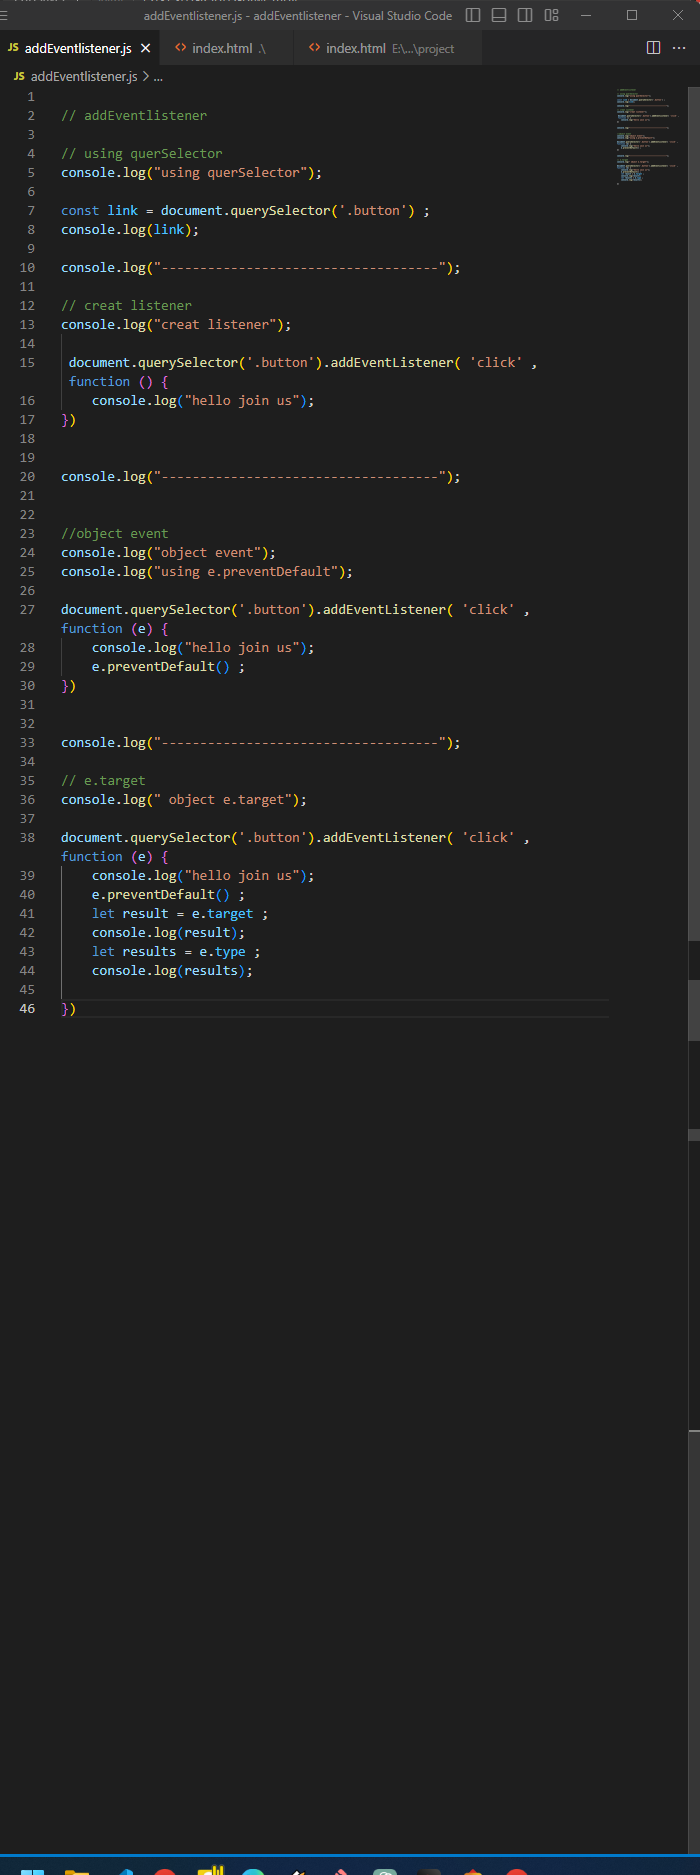 addEventlistener.js - addEventlistener - Visual Studio Code
JS addEventlistener.js × <> index.html .\ <> index.html E:\...\project ...
JS addEventlistener.js > ...
1
2 // addEventlistener
3
4 // using querSelector
5 console.log("using querSelector");
6
7 const link = document.querySelector('.button') ;
8 console.log(link);
9
10 console.log("------------------------------------");
11
12 // creat listener
13 console.log("creat listener");
14
15 document.querySelector('.button').addEventListener( 'click' ,
function () {
16 console.log("hello join us");
17 })
18
19
20 console.log("------------------------------------");
21
22
23 //object event
24 console.log("object event");
25 console.log("using e.preventDefault");
26
27 document.querySelector('.button').addEventListener( 'click' ,
function (e) {
28 console.log("hello join us");
29 e.preventDefault() ;
30 })
31
32
33 console.log("------------------------------------");
34
35 // e.target
36 console.log(" object e.target");
37
38 document.querySelector('.button').addEventListener( 'click' ,
function (e) {
39 console.log("hello join us");
40 e.preventDefault() ;
41 let result = e.target ;
42 console.log(result);
43 let results = e.type ;
44 console.log(results);
45
46 })